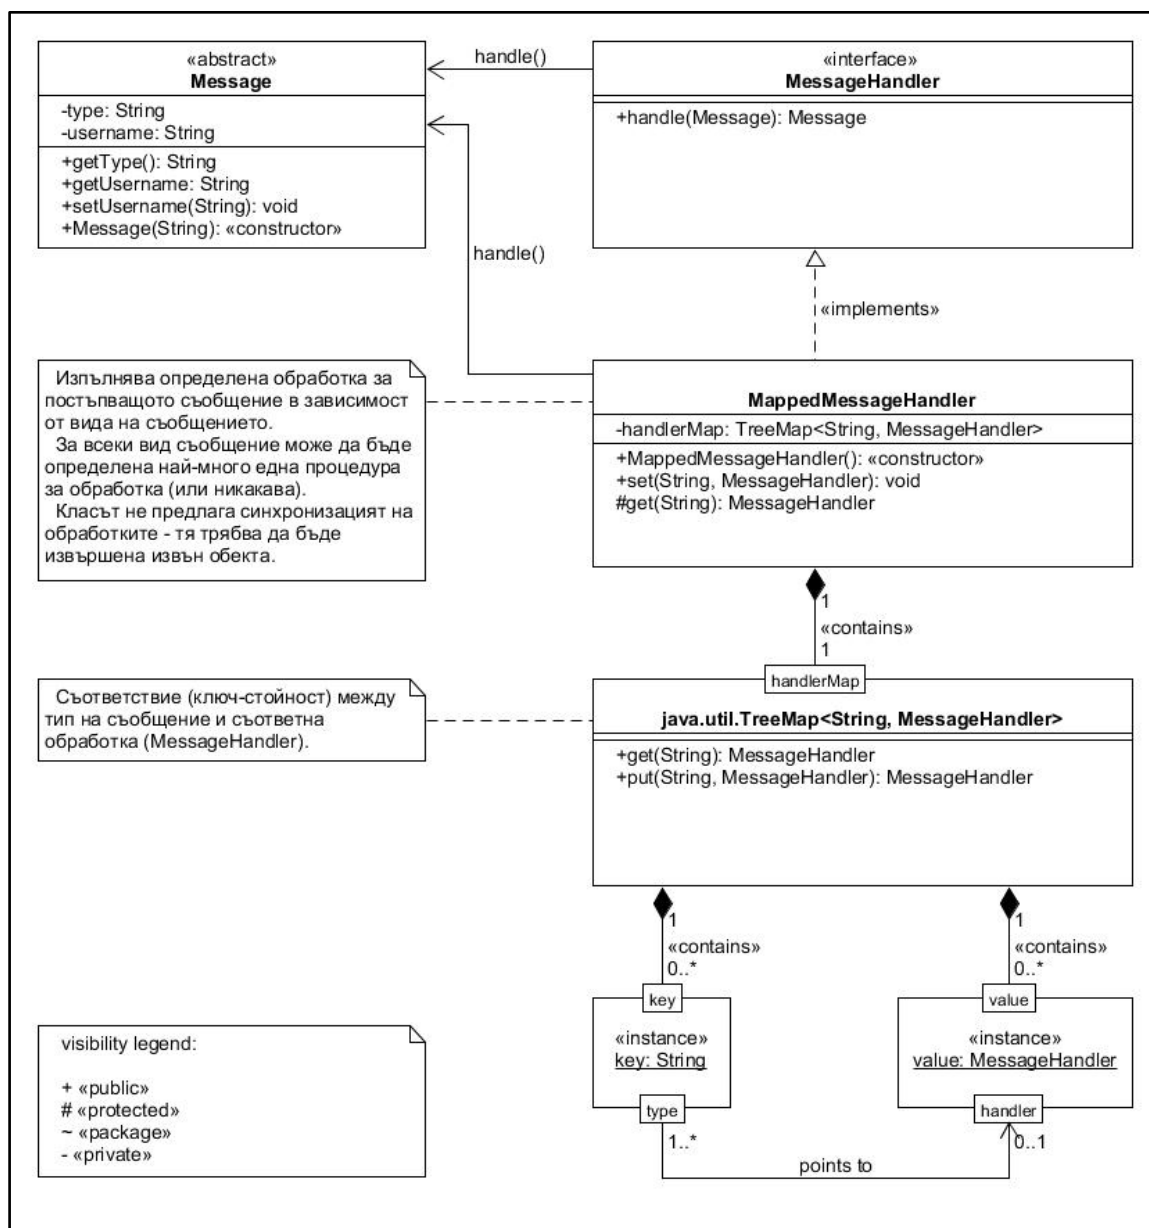 «abstract»
Message
-type: String
-username: String
+getType(): String
+getUsername: String
+setUsername(String): void
+Message(String): «constructor»
handle()
«interface»
MessageHandler
+handle(Message): Message
handle()
«implements»
Изпълнява определена обработка за
постъпващото съобщение в зависимост
от вида на съобщението.
За всеки вид съобщение може да бъде
определена най-много една процедура
за обработка (или никакава).
Класът не предлага синхронизацият на
обработките - тя трябва да бъде
извършена извън обекта.
MappedMessageHandler
-handlerMap: TreeMap<String, MessageHandler>
+MappedMessageHandler(): «constructor»
+set(String, MessageHandler): void
#get(String): MessageHandler
1
«contains»
1
handlerMap
Съответствие (ключ-стойност) между
тип на съобщение и съответна
обработка (MessageHandler).
java.util.TreeMap<String, MessageHandler>
+get(String): MessageHandler
+put(String, MessageHandler): MessageHandler
1
«contains»
0..*
key
«instance»
key: String
type
1..*
1
«contains»
0..*
value
«instance»
value: MessageHandler
handler
0..1
points to
visibility legend:
+ «public»
# «protected»
~ «package»
- «private»